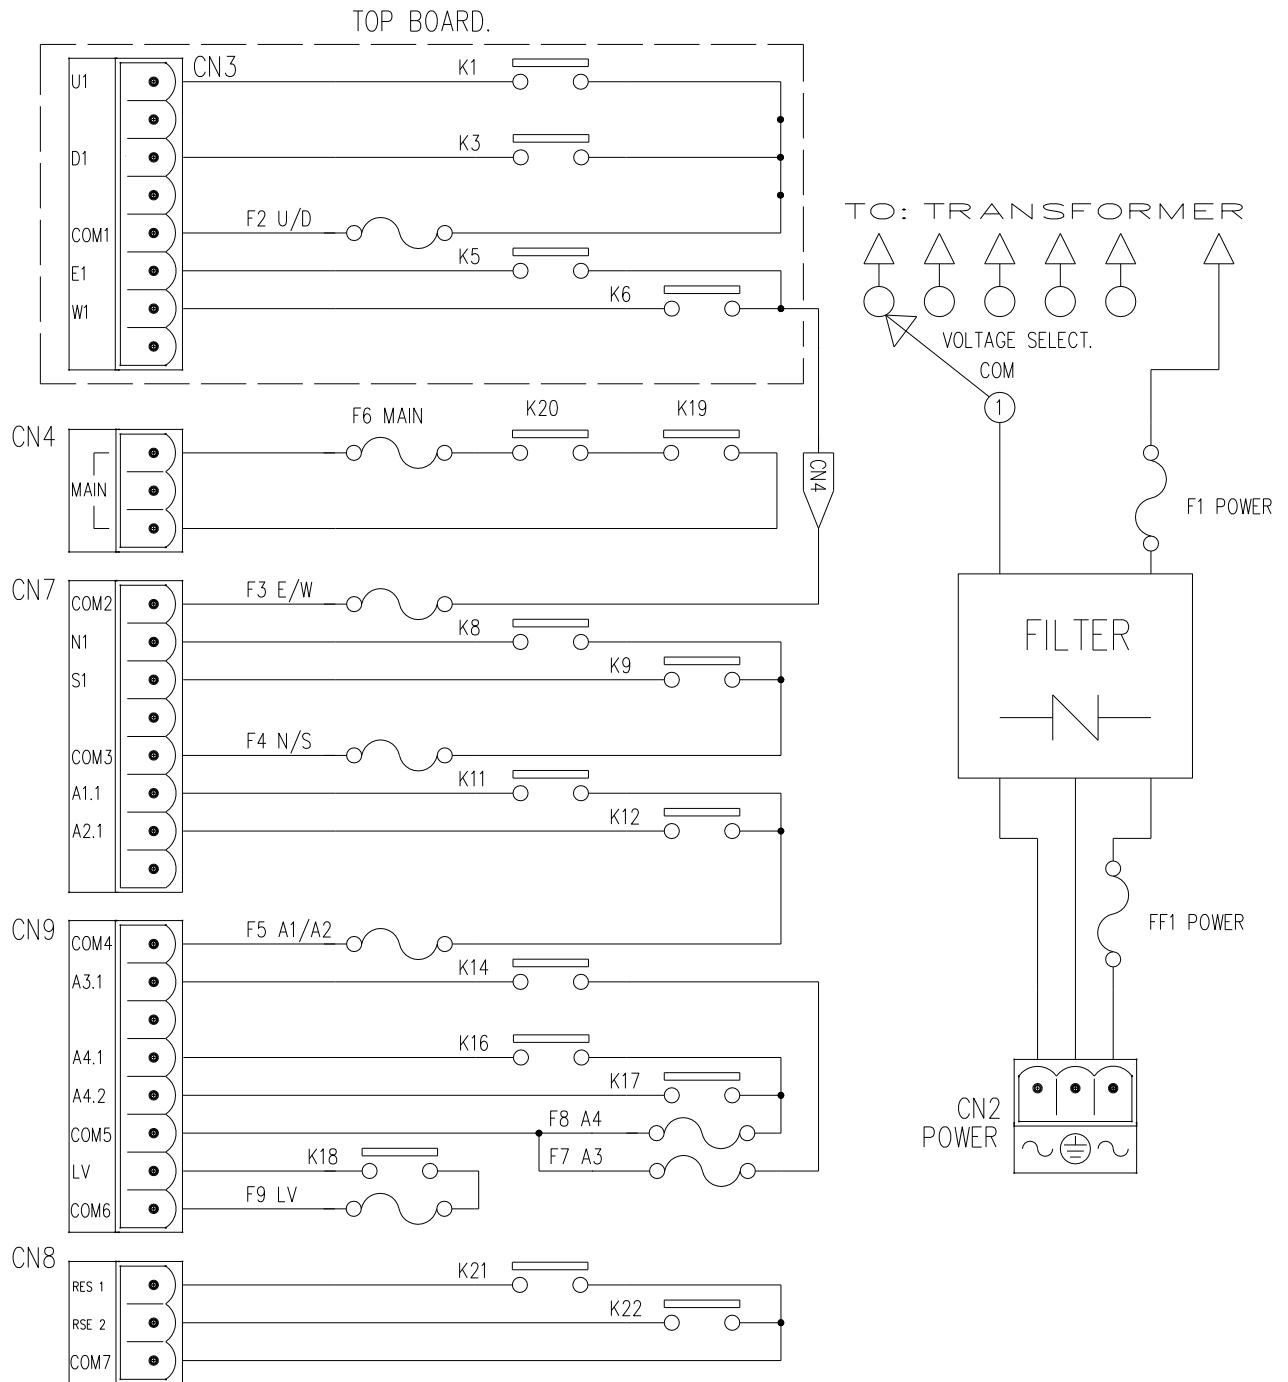 TOP BOARD.
CN3
U1
K1
D1
K3
COM1
F2 U/D
E1
K5
W1
K6
TO: TRANSFORMER
VOLTAGE SELECT.
COM
1
CN4
MAIN
F6 MAIN
K20
K19
CN4
F1 POWER
FILTER
CN7
COM2
F3 E/W
N1
K8
S1
K9
COM3
F4 N/S
A1.1
K11
A2.1
K12
FF1 POWER
CN9
COM4
F5 A1/A2
A3.1
K14
A4.1
K16
A4.2
K17
COM5
F8 A4
F7 A3
LV
K18
COM6
F9 LV
CN2
POWER
CN8
RES 1
K21
RSE 2
K22
COM7